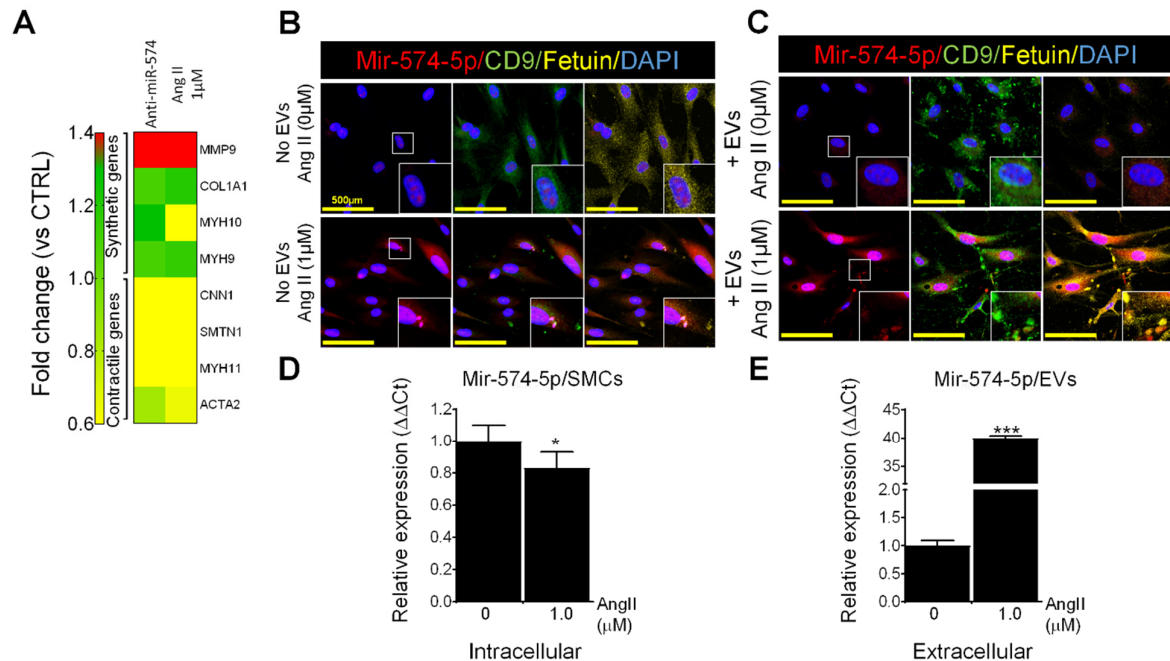 A
Anti-miR-574
Ang II
1µM
Fold change (vs CTRL)
1.4
1.2
1.0
0.8
0.6
Synthetic genes
Contractile genes
MMP9
COL1A1
MYH10
MYH9
CNN1
SMTN1
MYH11
ACTA2
B
Mir-574-5p/CD9/Fetuin/DAPI
No EVs
Ang II (0µM)
500µm
No EVs
Ang II (1µM)
C
Mir-574-5p/CD9/Fetuin/DAPI
+ EVs
Ang II (0µM)
+ EVs
Ang II (1µM)
D
Mir-574-5p/SMCs
Relative expression (ΔΔCt)
1.2
1.0
0.8
0.6
0.4
0.2
0.0
*
0
1.0
AngII
(µM)
Intracellular
E
Mir-574-5p/EVs
Relative expression (ΔΔCt)
45
40
35
2.0
1.5
1.0
0.5
0.0
***
0
1.0
AngII
(µM)
Extracellular